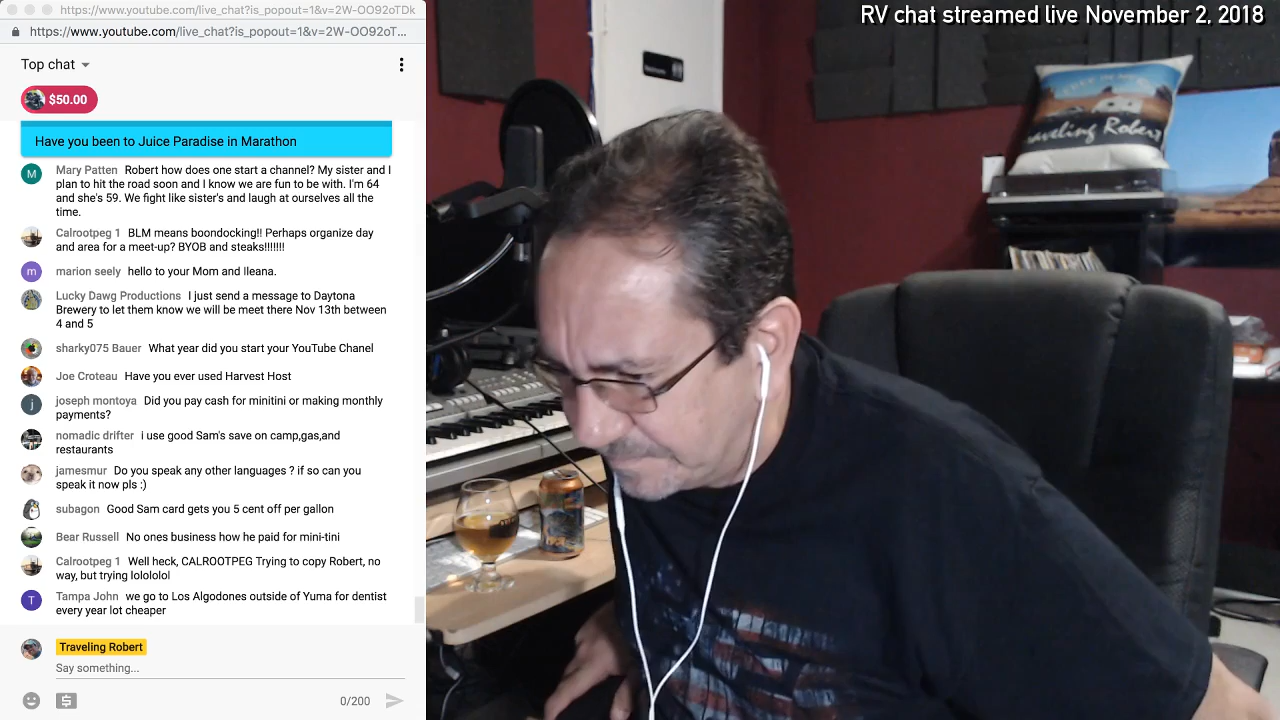 https://www.youtube.com/live_chat?is_popout=1&v=2W-OO92oTDk
https://www.youtube.com/live_chat?is_popout=1&v=2W-OO92oT...
RV chat streamed live November 2, 2018
Top chat
$50.00
Have you been to Juice Paradise in Marathon
M
Mary Patten Robert how does one start a channel? My sister and I
plan to hit the road soon and I know we are fun to be with. I'm 64
and she's 59. We fight like sister's and laugh at ourselves all the
time.
Calrootpeg 1 BLM means boondocking!! Perhaps organize day
and area for a meet-up? BYOB and steaks!!!!!!!
m
marion seely hello to your Mom and Ileana.
Lucky Dawg Productions I just send a message to Daytona
Brewery to let them know we will be meet there Nov 13th between
4 and 5
sharky075 Bauer What year did you start your YouTube Chanel
Joe Croteau Have you ever used Harvest Host
j
joseph montoya Did you pay cash for minitini or making monthly
payments?
nomadic drifter i use good Sam's save on camp,gas,and
restaurants
jamesmur Do you speak any other languages ? if so can you
speak it now pls :)
subagon Good Sam card gets you 5 cent off per gallon
Bear Russell No ones business how he paid for mini-tini
Calrootpeg 1 Well heck, CALROOTPEG Trying to copy Robert, no
way, but trying lolololol
T
Tampa John we go to Los Algodones outside of Yuma for dentist
every year lot cheaper
Traveling Robert
Say something...
0/200
Traveling Robert